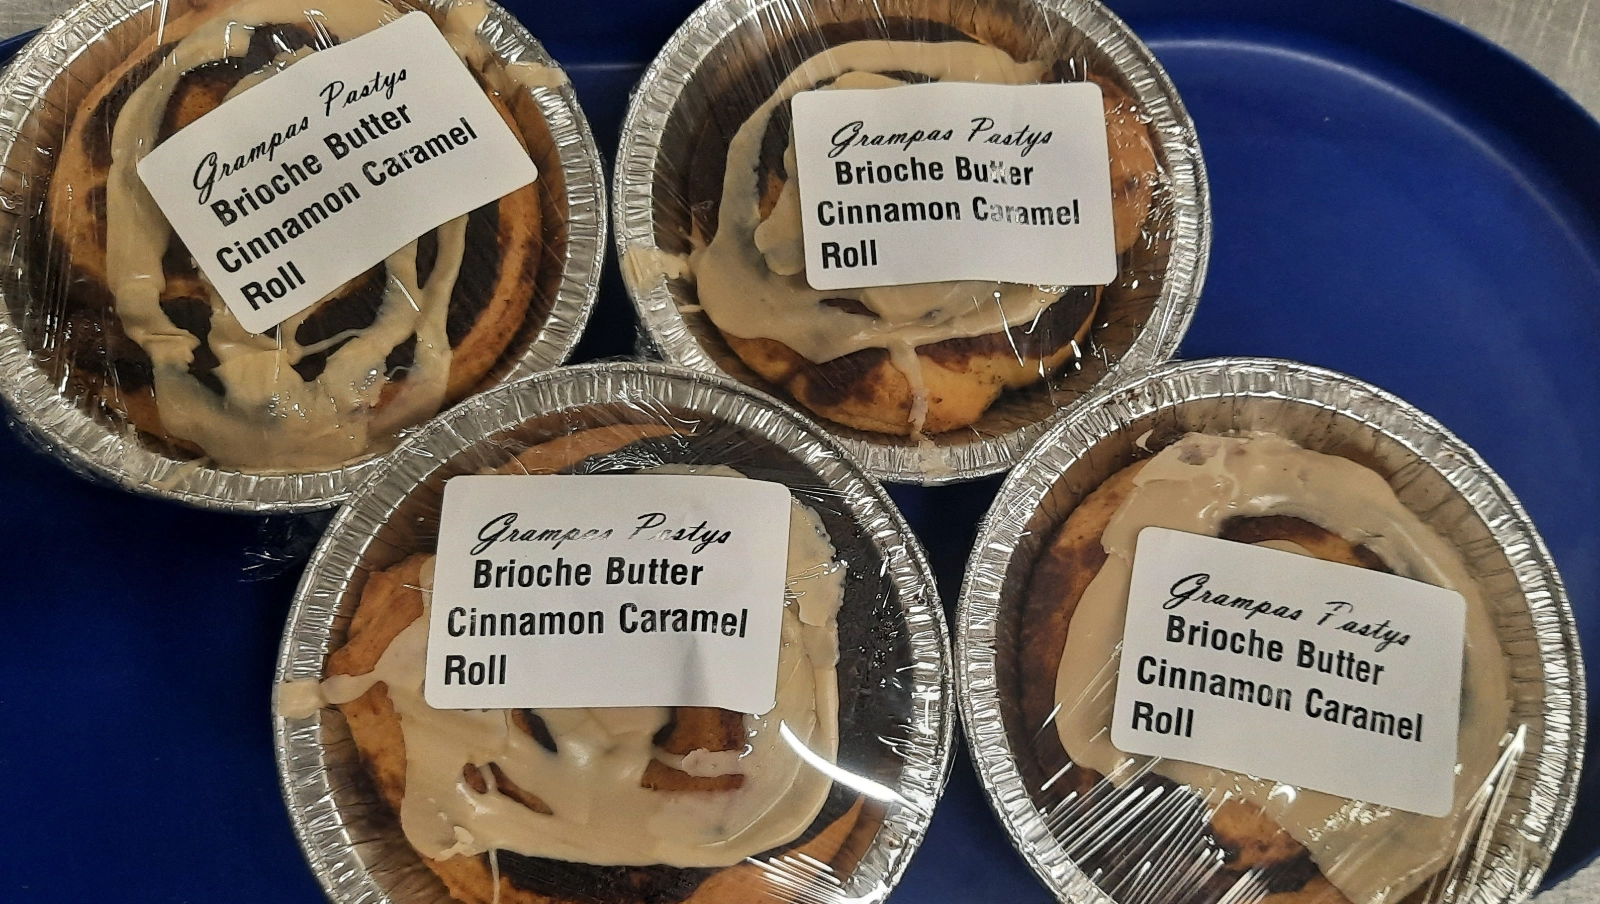 Grampas Pastys
Brioche Butter
Cinnamon Caramel
Roll
Grampas Pastys
Brioche Butter
Cinnamon Caramel
Roll
Grampas Pastys
Brioche Butter
Cinnamon Caramel
Roll
Grampas Pastys
Brioche Butter
Cinnamon Caramel
Roll